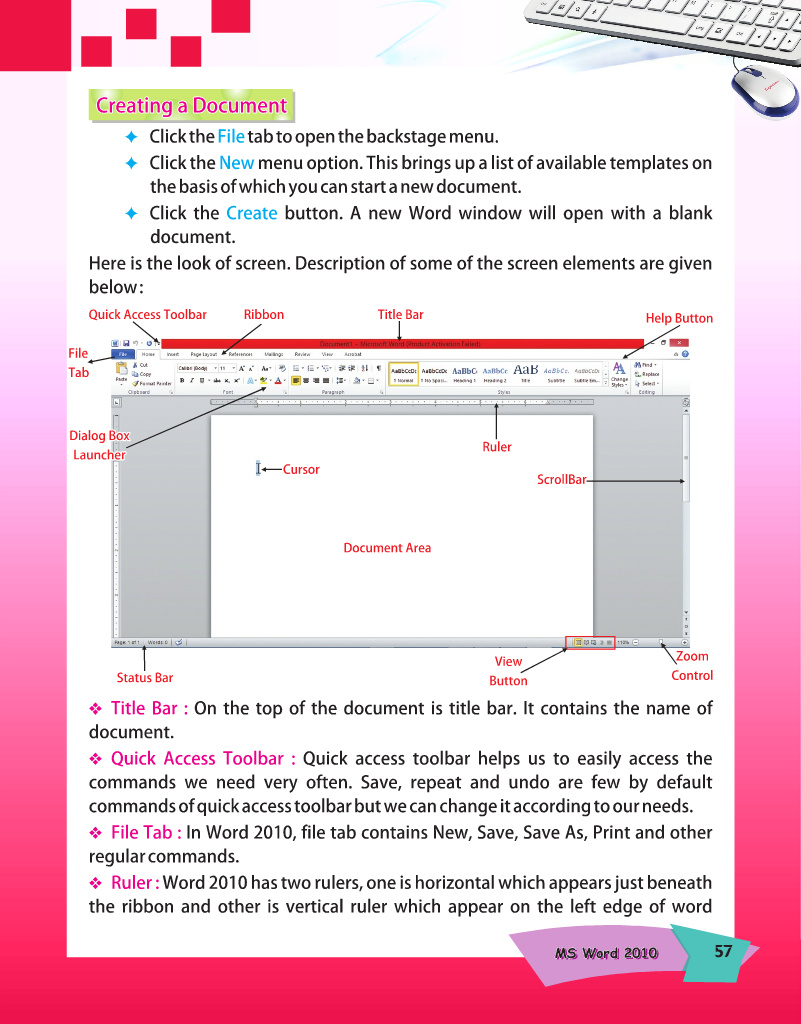 Creating a Document
✦ Click the File tab to open the backstage menu.
✦ Click the New menu option. This brings up a list of available templates on
the basis of which you can start a new document.
✦ Click the Create button. A new Word window will open with a blank
document.
Here is the look of screen. Description of some of the screen elements are given
below :
Quick Access Toolbar Ribbon Title Bar Help Button
Document1 - Microsoft Word (Product Activation Failed)
File Tab
File Home Insert Page Layout References Mailings Review View Acrobat
Cut
Copy
Format Painter
Paste
Calibri (Body) 11
AaBbCcDc AaBbCcDc AaBbC AaBbCc AaB AaBbCc. AaBbCcDc
¶ Normal ¶ No Spaci... Heading 1 Heading 2 Title Subtitle Subtle Em...
Change Styles
Find
Replace
Select
Clipboard Font Paragraph Styles Editing
Dialog Box
Launcher
Ruler
Cursor
ScrollBar
Document Area
Page: 1 of 1 Words: 0 110%
Status Bar
View
Button
Zoom
Control
❖ Title Bar : On the top of the document is title bar. It contains the name of
document.
❖ Quick Access Toolbar : Quick access toolbar helps us to easily access the
commands we need very often. Save, repeat and undo are few by default
commands of quick access toolbar but we can change it according to our needs.
❖ File Tab : In Word 2010, file tab contains New, Save, Save As, Print and other
regular commands.
❖ Ruler : Word 2010 has two rulers, one is horizontal which appears just beneath
the ribbon and other is vertical ruler which appear on the left edge of word
MS Word 2010 57